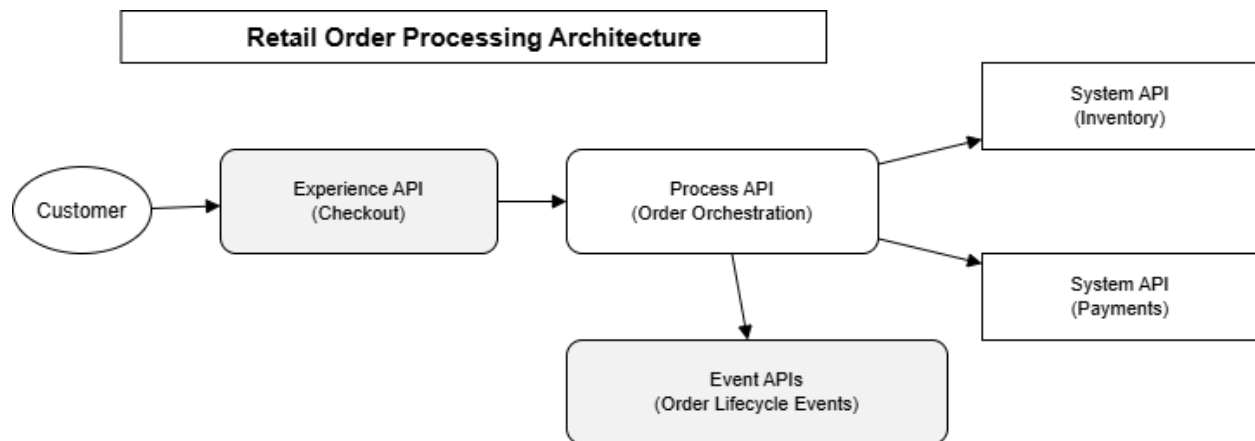 Retail Order Processing Architecture
Customer
Experience API
(Checkout)
Process API
(Order Orchestration)
System API
(Inventory)
System API
(Payments)
Event APIs
(Order Lifecycle Events)